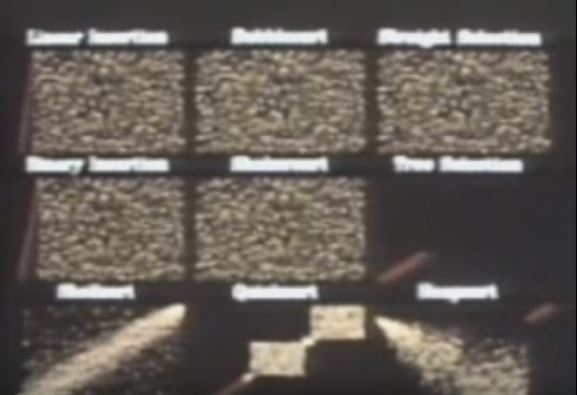 Linear Insertion Bubblesort Straight Selection
Binary Insertion Shakersort Tree Selection
Shellsort Quicksort Heapsort